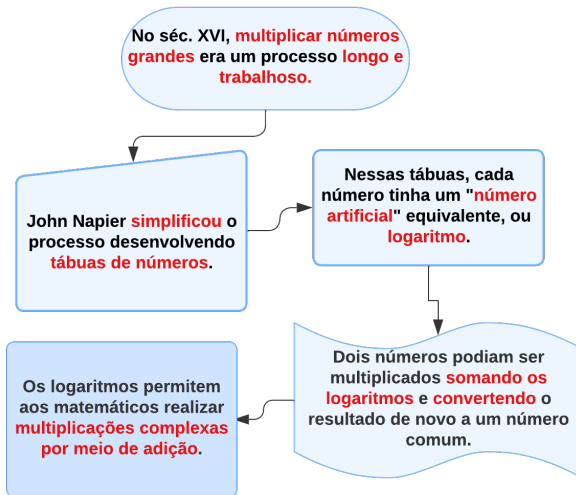 No séc. XVI, multiplicar números
grandes era um processo longo e
trabalhoso.
John Napier simplificou o
processo desenvolvendo
tábuas de números.
Nessas tábuas, cada
número tinha um "número
artificial" equivalente, ou
logaritmo.
Dois números podiam ser
multiplicados somando os
logaritmos e convertendo o
resultado de novo a um número
comum.
Os logaritmos permitem
aos matemáticos realizar
multiplicações complexas
por meio de adição.